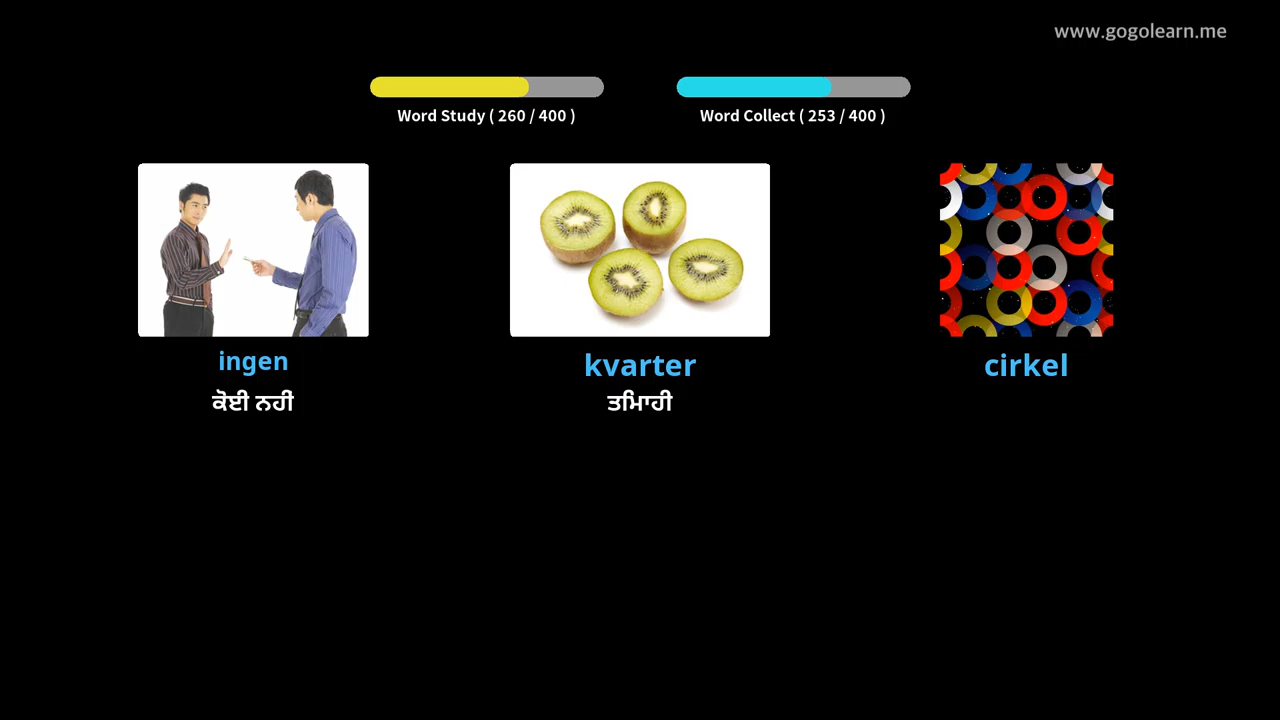 www.gogolearn.me
Word Study ( 260 / 400 )
Word Collect ( 253 / 400 )
ingen
kvarter
cirkel
ਕੋਈ ਨਹੀ
ਤਿਮਾਹੀ